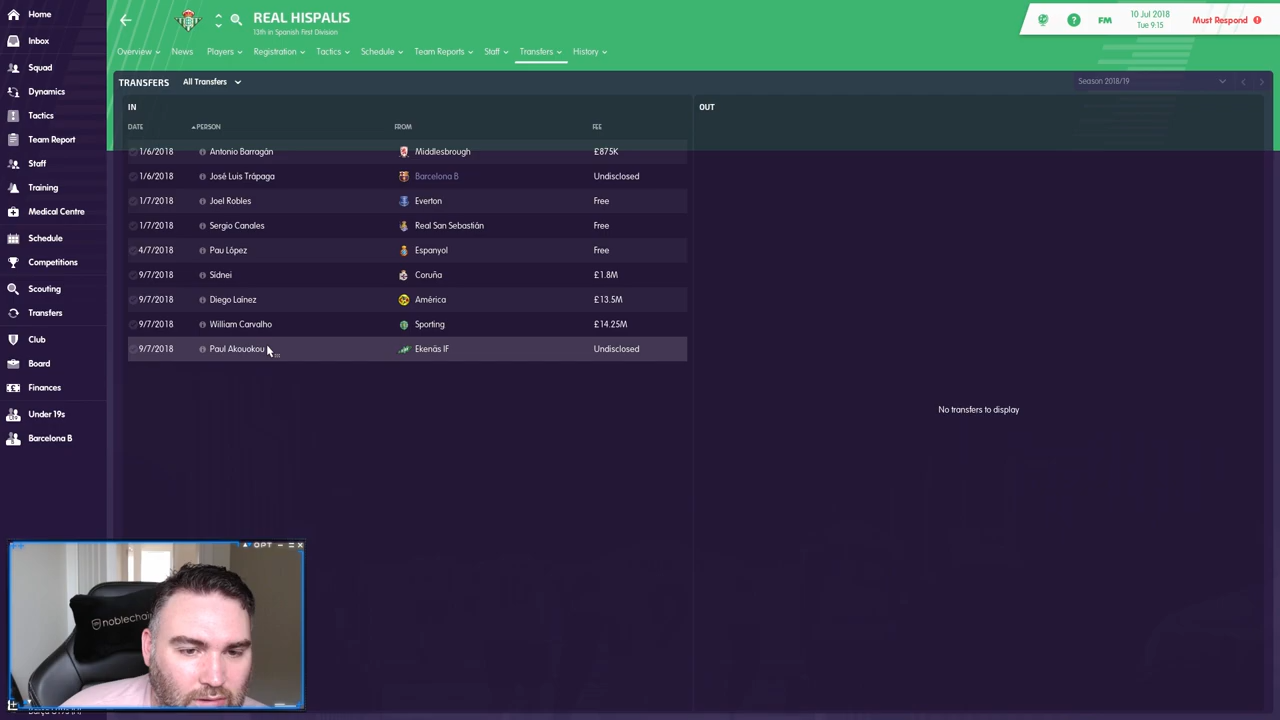 Home
Inbox
Squad
Dynamics
Tactics
Team Report
Staff
Training
Medical Centre
Schedule
Competitions
Scouting
Transfers
Club
Board
Finances
Under 19s
Barcelona B
REAL HISPALIS
13th in Spanish First Division
10 Jul 2018
Tue 9:15
FM
Must Respond
Overview News Players Registration Tactics Schedule Team Reports Staff Transfers History
TRANSFERS All Transfers Season 2018/19
IN
DATE PERSON FROM FEE
1/6/2018 Antonio Barragán Middlesbrough £875K
1/6/2018 José Luis Trápaga Barcelona B Undisclosed
1/7/2018 Joel Robles Everton Free
1/7/2018 Sergio Canales Real San Sebastián Free
4/7/2018 Pau López Espanyol Free
9/7/2018 Sidnei Coruña £1.8M
9/7/2018 Diego Laínez América £13.5M
9/7/2018 William Carvalho Sporting £14.25M
9/7/2018 Paul Akouokou Ekenäs IF Undisclosed
OUT
No transfers to display
OPT
noblechair